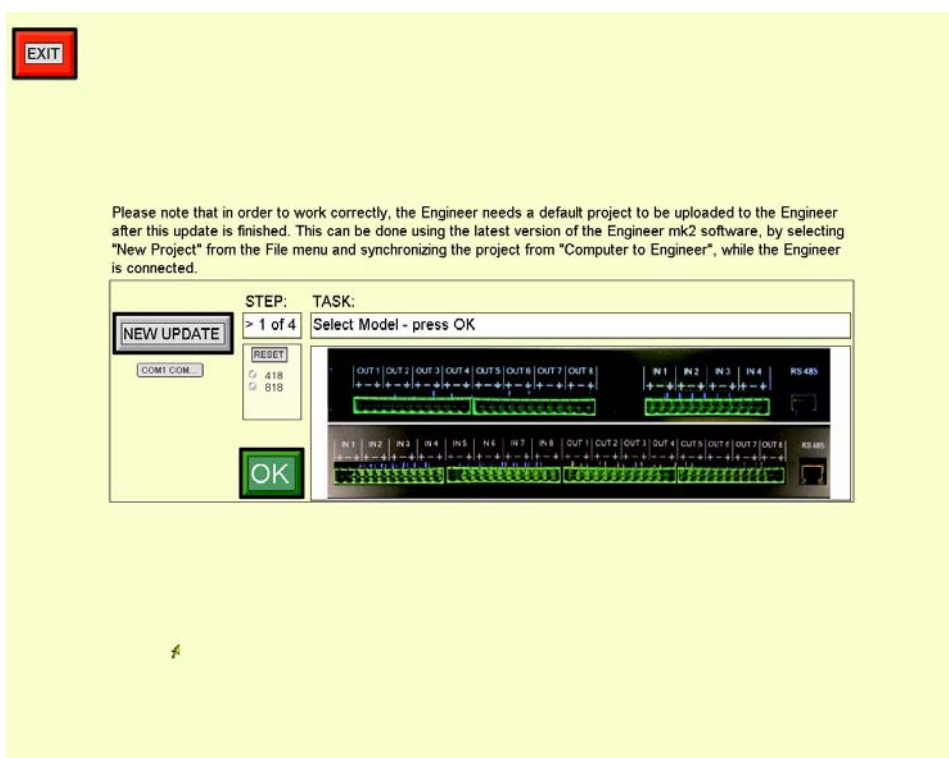 EXIT
Please note that in order to work correctly, the Engineer needs a default project to be uploaded to the Engineer
after this update is finished. This can be done using the latest version of the Engineer mk2 software, by selecting
"New Project" from the File menu and synchronizing the project from "Computer to Engineer", while the Engineer
is connected.
STEP: TASK:
NEW UPDATE > 1 of 4 Select Model - press OK
COM1 COM...
RESET
418
818
OK
OUT 1 OUT 2 OUT 3 OUT 4 OUT 5 OUT 6 OUT 7 OUT 8 IN 1 IN 2 IN 3 IN 4 RS 485
IN 1 IN 2 IN 3 IN 4 IN 5 IN 6 IN 7 IN 8 OUT 1 OUT 2 OUT 3 OUT 4 OUT 5 OUT 6 OUT 7 OUT 8 RS 485